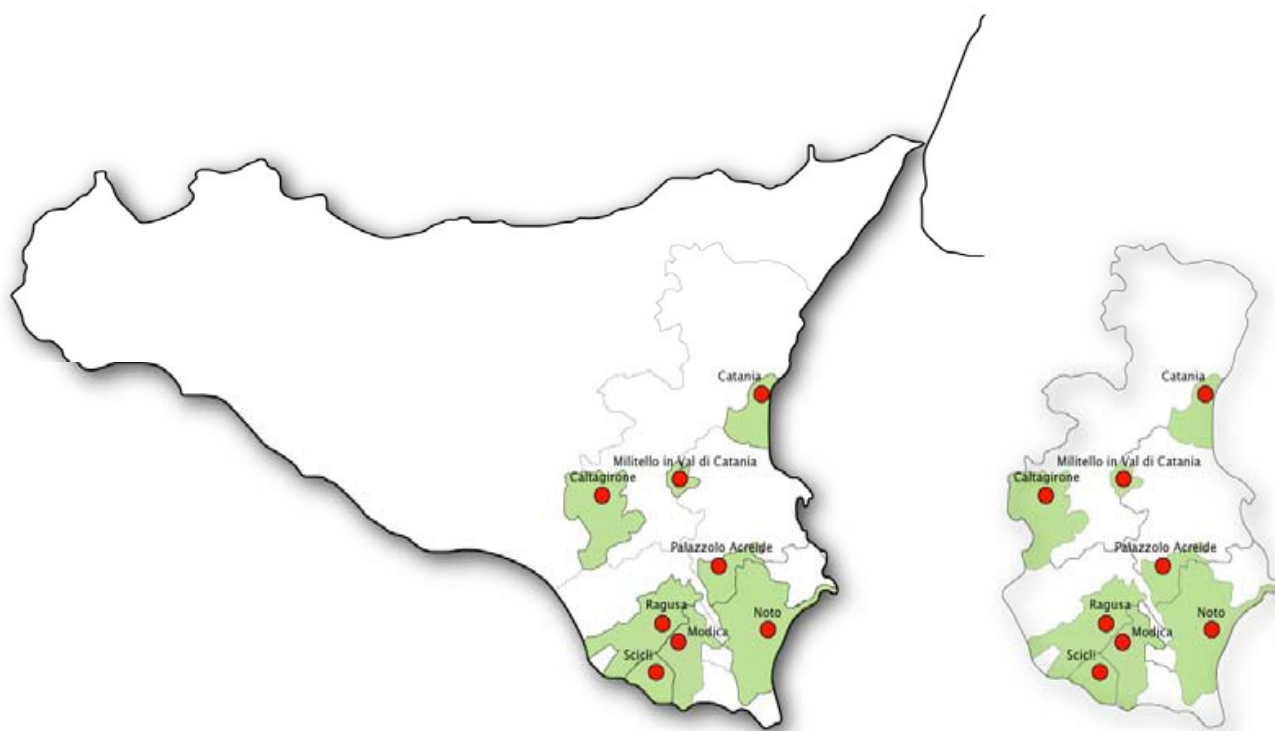 Catania
Militello in Val di Catania
Caltagirone
Palazzolo Acreide
Ragusa
Noto
Modica
Scicli
Catania
Militello in Val di Catania
Caltagirone
Palazzolo Acreide
Ragusa
Noto
Modica
Scicli